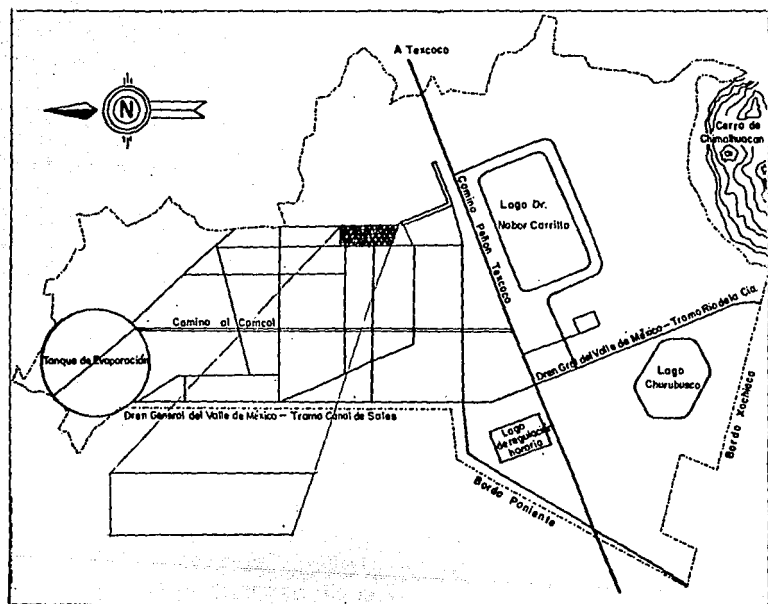 A Texcoco
N
Cerro de
Chimalhuacan
Camino Peñon Texcoco
Lago Dr.
Nabor Carrillo
Camino al Caracol
Tanque de Evaporación
Dren Gral del Valle de México — Tramo Rio de la Cia.
Lago
Churubusco
Dren General del Valle de México — Tramo Canal de Sales
Lago
de regulación
horaria
Bordo Poniente
Bordo Xochiaca